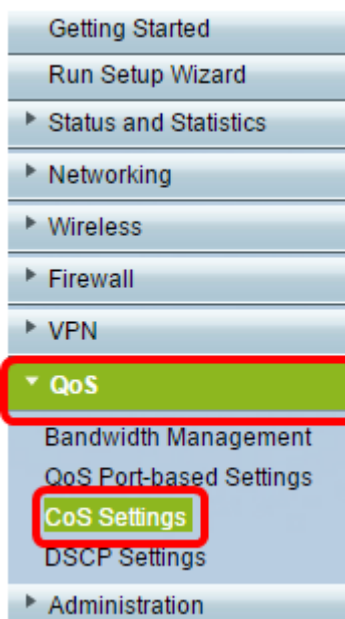 Getting Started
Run Setup Wizard
Status and Statistics
Networking
Wireless
Firewall
VPN
QoS
Bandwidth Management
QoS Port-based Settings
CoS Settings
DSCP Settings
Administration